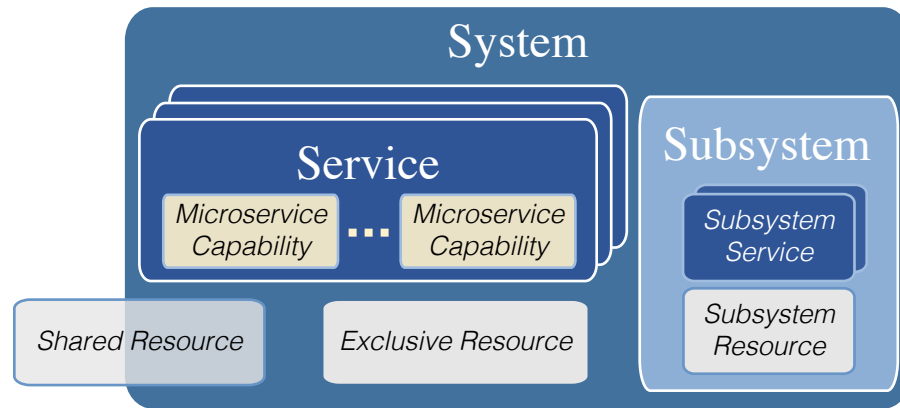 System
Service
Microservice
Capability
...
Microservice
Capability
Subsystem
Subsystem
Service
Subsystem
Resource
Shared Resource
Exclusive Resource